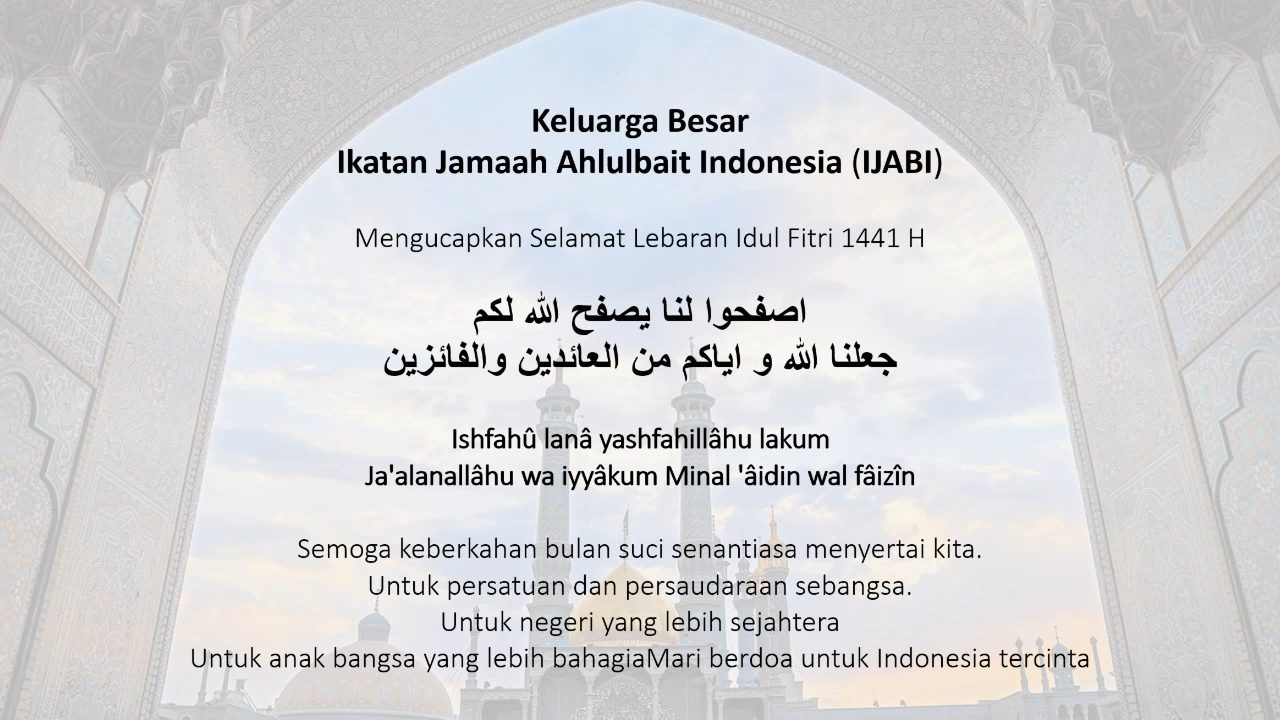 Keluarga Besar
Ikatan Jamaah Ahlulbait Indonesia (IJABI)
Mengucapkan Selamat Lebaran Idul Fitri 1441 H
اصفحوا لنا يصفح الله لكم
جعلنا الله و اياكم من العائدين والفائزين
Ishfahû lanâ yashfahillâhu lakum
Ja'alanallâhu wa iyyâkum Minal 'âidin wal fâizîn
Semoga keberkahan bulan suci senantiasa menyertai kita.
Untuk persatuan dan persaudaraan sebangsa.
Untuk negeri yang lebih sejahtera
Untuk anak bangsa yang lebih bahagiaMari berdoa untuk Indonesia tercinta